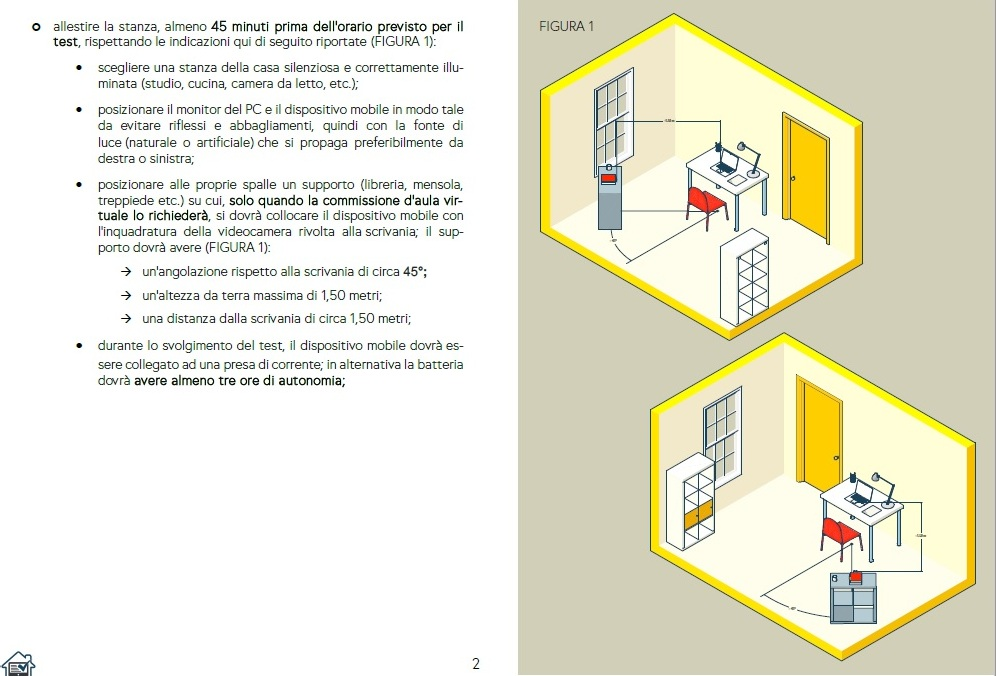 allestire la stanza, almeno 45 minuti prima dell'orario previsto per il
test, rispettando le indicazioni qui di seguito riportate (FIGURA 1):
• scegliere una stanza della casa silenziosa e correttamente illu-
minata (studio, cucina, camera da letto, etc.);
• posizionare il monitor del PC e il dispositivo mobile in modo tale
da evitare riflessi e abbagliamenti, quindi con la fonte di
luce (naturale o artificiale) che si propaga preferibilmente da
destra o sinistra;
• posizionare alle proprie spalle un supporto (libreria, mensola,
treppiede etc.) su cui, solo quando la commissione d'aula vir-
tuale lo richiederà, si dovrà collocare il dispositivo mobile con
l'inquadratura della videocamera rivolta alla scrivania; il sup-
porto dovrà avere (FIGURA 1):
→ un'angolazione rispetto alla scrivania di circa 45°;
→ un'altezza da terra massima di 1,50 metri;
→ una distanza dalla scrivania di circa 1,50 metri;
• durante lo svolgimento del test, il dispositivo mobile dovrà es-
sere collegato ad una presa di corrente; in alternativa la batteria
dovrà avere almeno tre ore di autonomia;
2
FIGURA 1